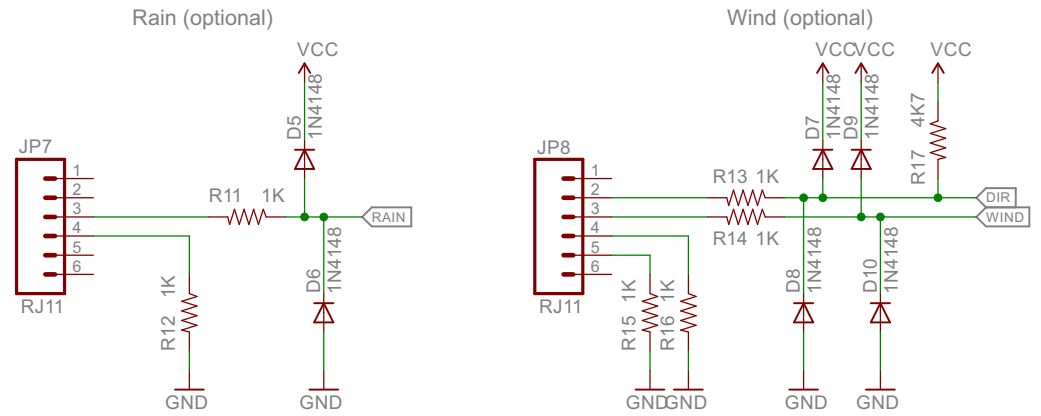 Rain (optional)
VCC
D5
1N4148
JP7
1
2
3
4
5
6
RJ11
R11 1K
RAIN
R12 1K
D6
1N4148
GND
GND
Wind (optional)
VCC
VCC
VCC
D7
1N4148
D9
1N4148
R17 4K7
JP8
1
2
3
4
5
6
RJ11
R13 1K
R14 1K
DIR
WIND
R15 1K
R16 1K
D8
1N4148
D10
1N4148
GND
GND
GND
GND